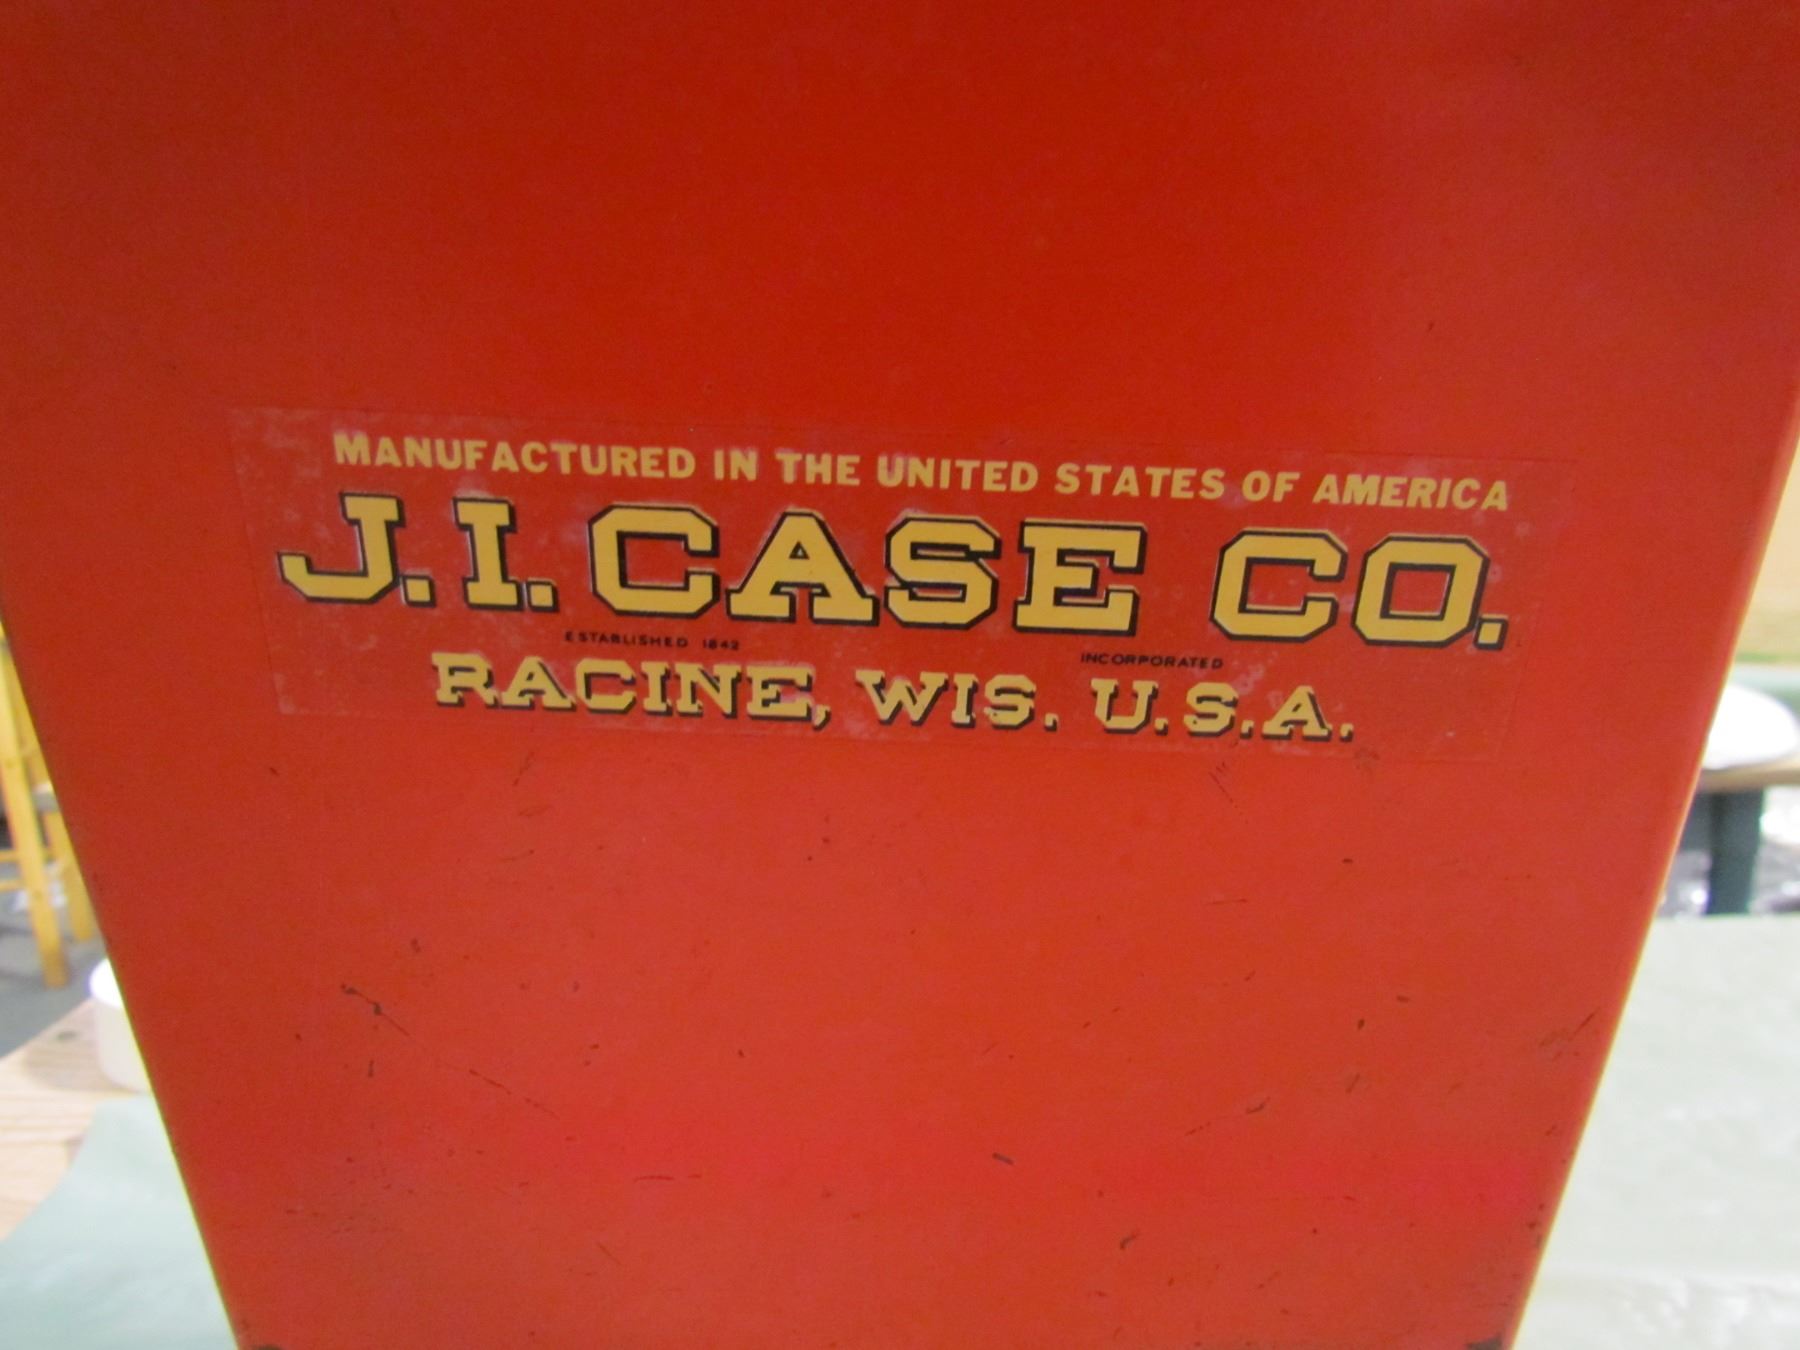 MANUFACTURED IN THE UNITED STATES OF AMERICA
J.I. CASE CO.
ESTABLISHED 1842 INCORPORATED
RACINE, WIS. U.S.A.